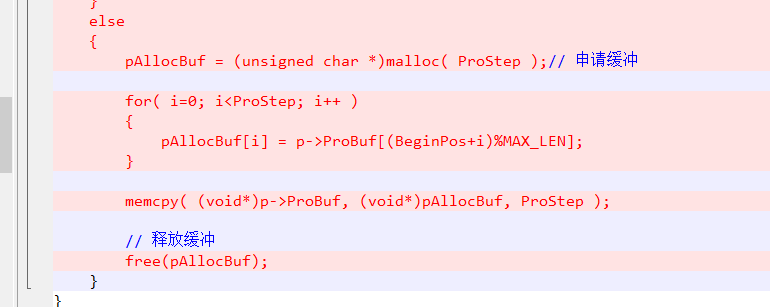 }
else
{
pAllocBuf = (unsigned char *)malloc( ProStep );// 申请缓冲
for( i=0; i<ProStep; i++ )
{
pAllocBuf[i] = p->ProBuf[(BeginPos+i)%MAX_LEN];
}
memcpy( (void*)p->ProBuf, (void*)pAllocBuf, ProStep );
// 释放缓冲
free(pAllocBuf);
}
}